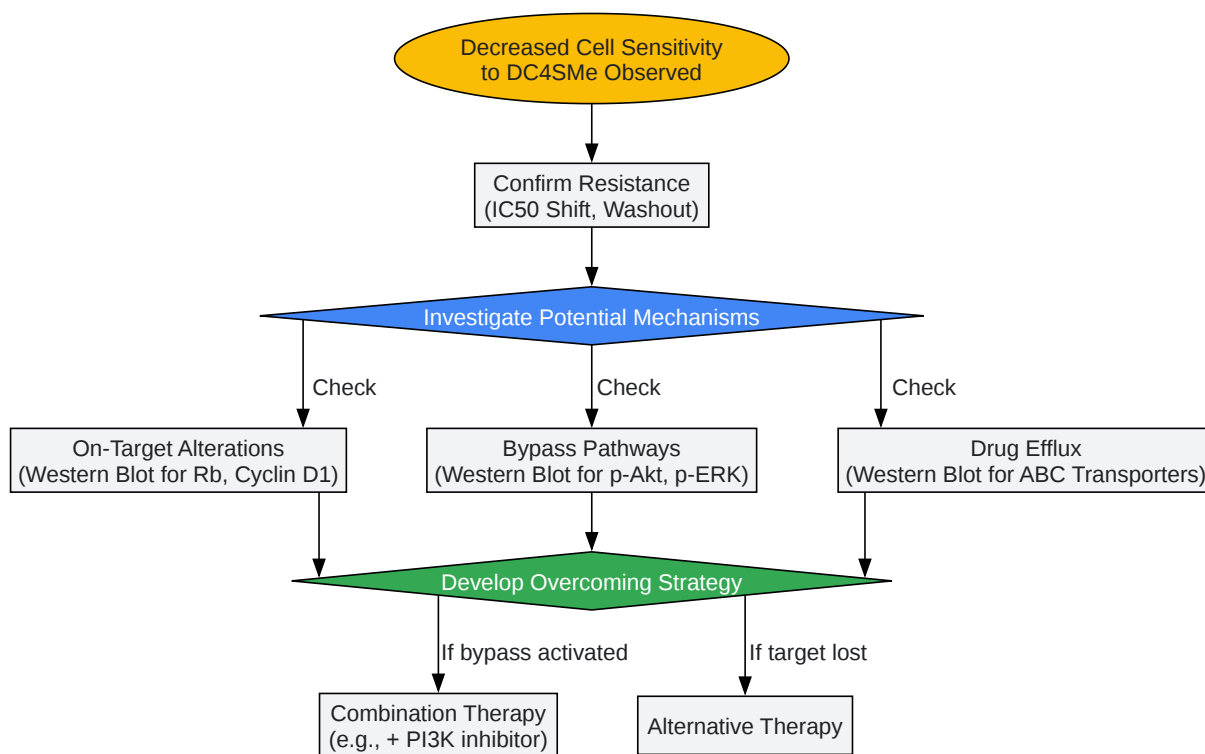 Decreased Cell Sensitivity
to DC4SMe Observed
Confirm Resistance
(IC50 Shift, Washout)
Investigate Potential Mechanisms
Check
Check
Check
On-Target Alterations
(Western Blot for Rb, Cyclin D1)
Bypass Pathways
(Western Blot for p-Akt, p-ERK)
Drug Efflux
(Western Blot for ABC Transporters)
Develop Overcoming Strategy
If bypass activated
If target lost
Combination Therapy
(e.g., + PI3K inhibitor)
Alternative Therapy